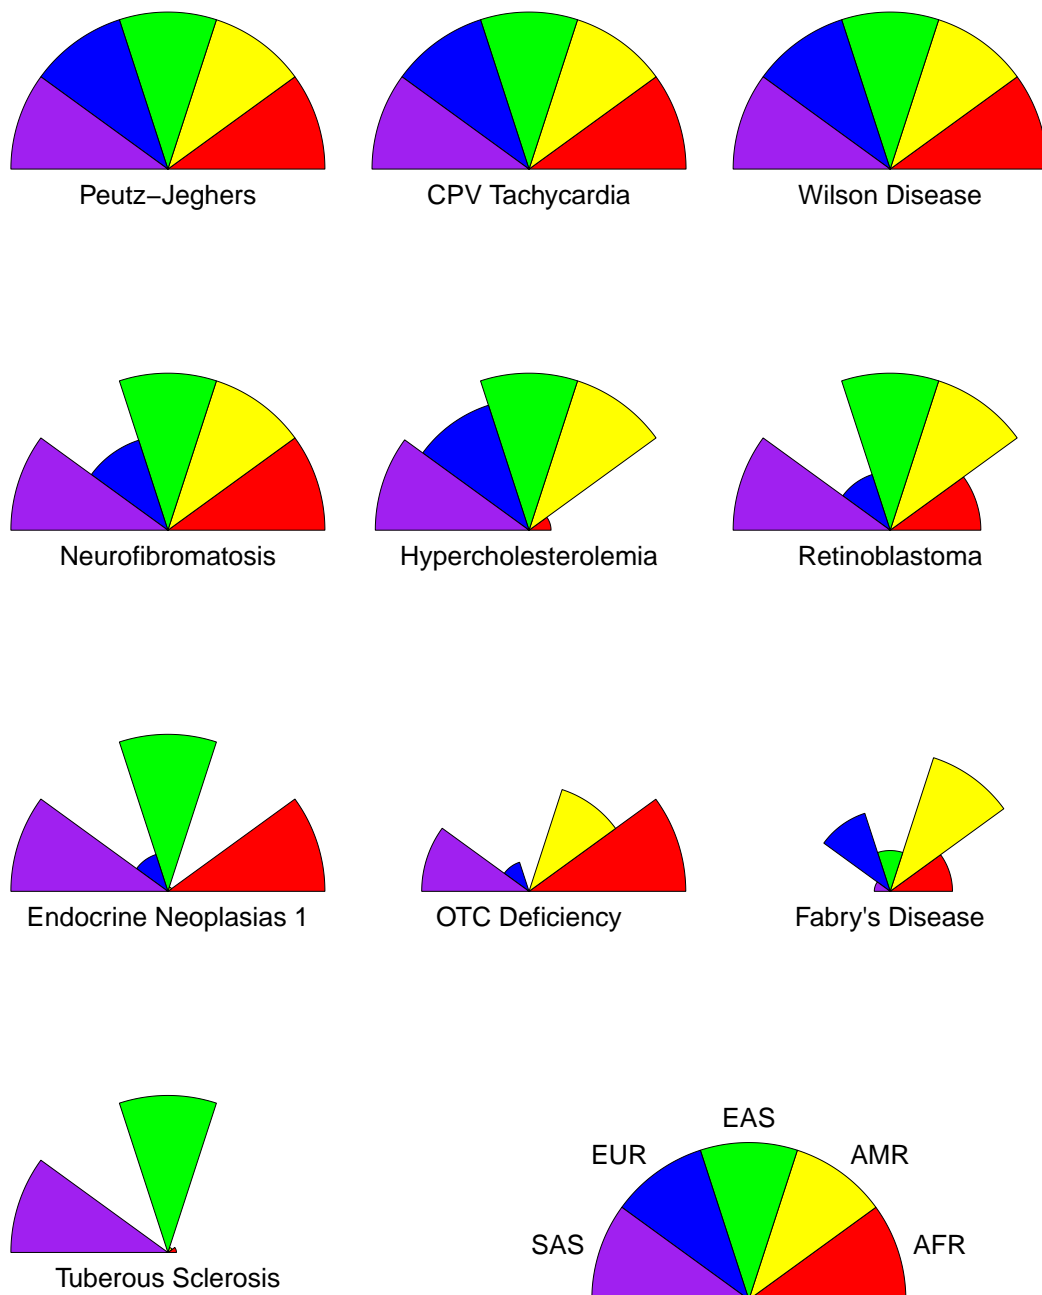 Peutz−Jeghers
CPV Tachycardia
Wilson Disease
Neurofibromatosis
Hypercholesterolemia
Retinoblastoma
Endocrine Neoplasias 1
OTC Deficiency
Fabry's Disease
Tuberous Sclerosis
EAS
EUR
AMR
SAS
AFR